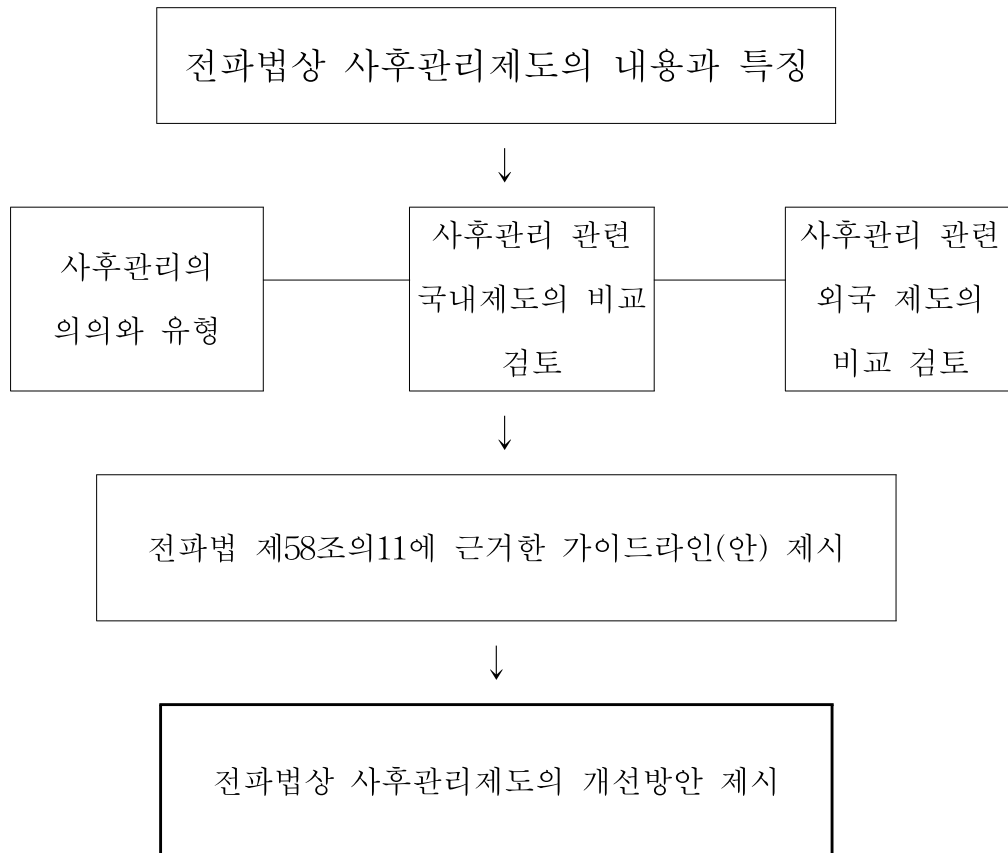 전파법상 사후관리제도의 내용과 특징
↓
사후관리의
의의와 유형
사후관리 관련
국내제도의 비교
검토
사후관리 관련
외국 제도의
비교 검토
↓
전파법 제58조의11에 근거한 가이드라인(안) 제시
↓
전파법상 사후관리제도의 개선방안 제시